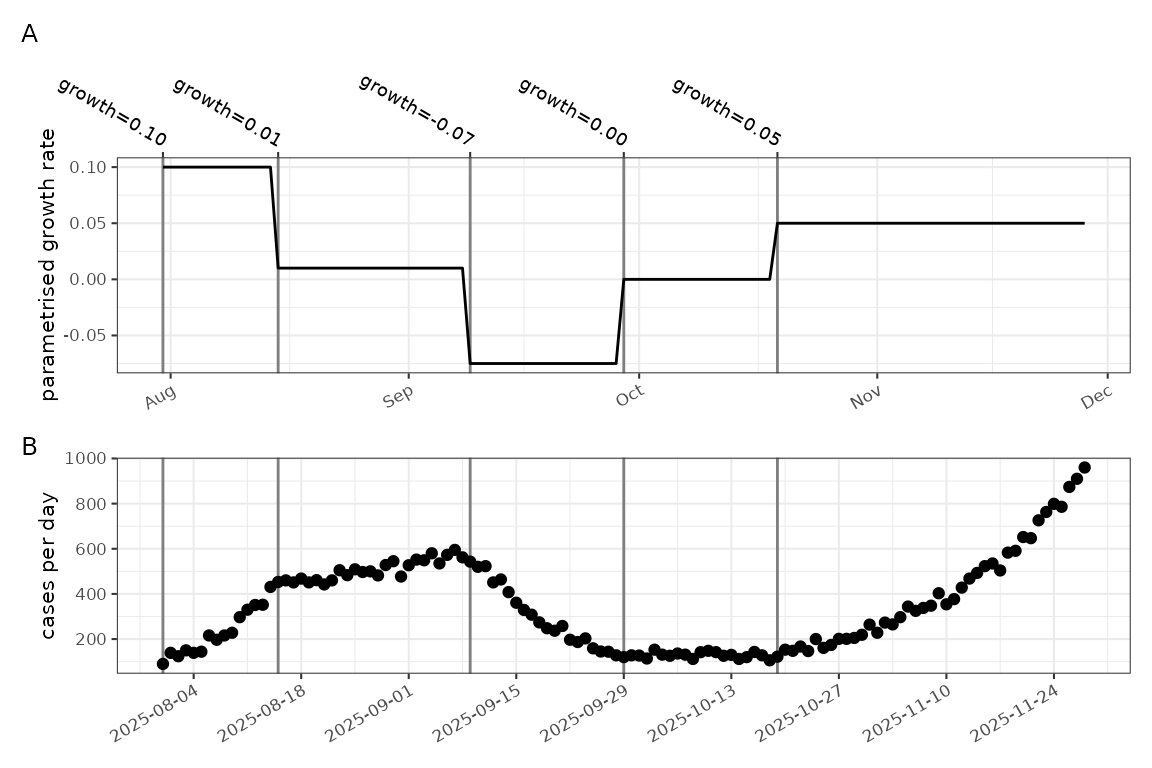 A
growth=0.10
growth=0.01
growth=-0.07
growth=0.00
growth=0.05
parametrised growth rate
0.10
0.05
0.00
-0.05
Aug
Sep
Oct
Nov
Dec
B
cases per day
1000
800
600
400
200
2025-08-04
2025-08-18
2025-09-01
2025-09-15
2025-09-29
2025-10-13
2025-10-27
2025-11-10
2025-11-24